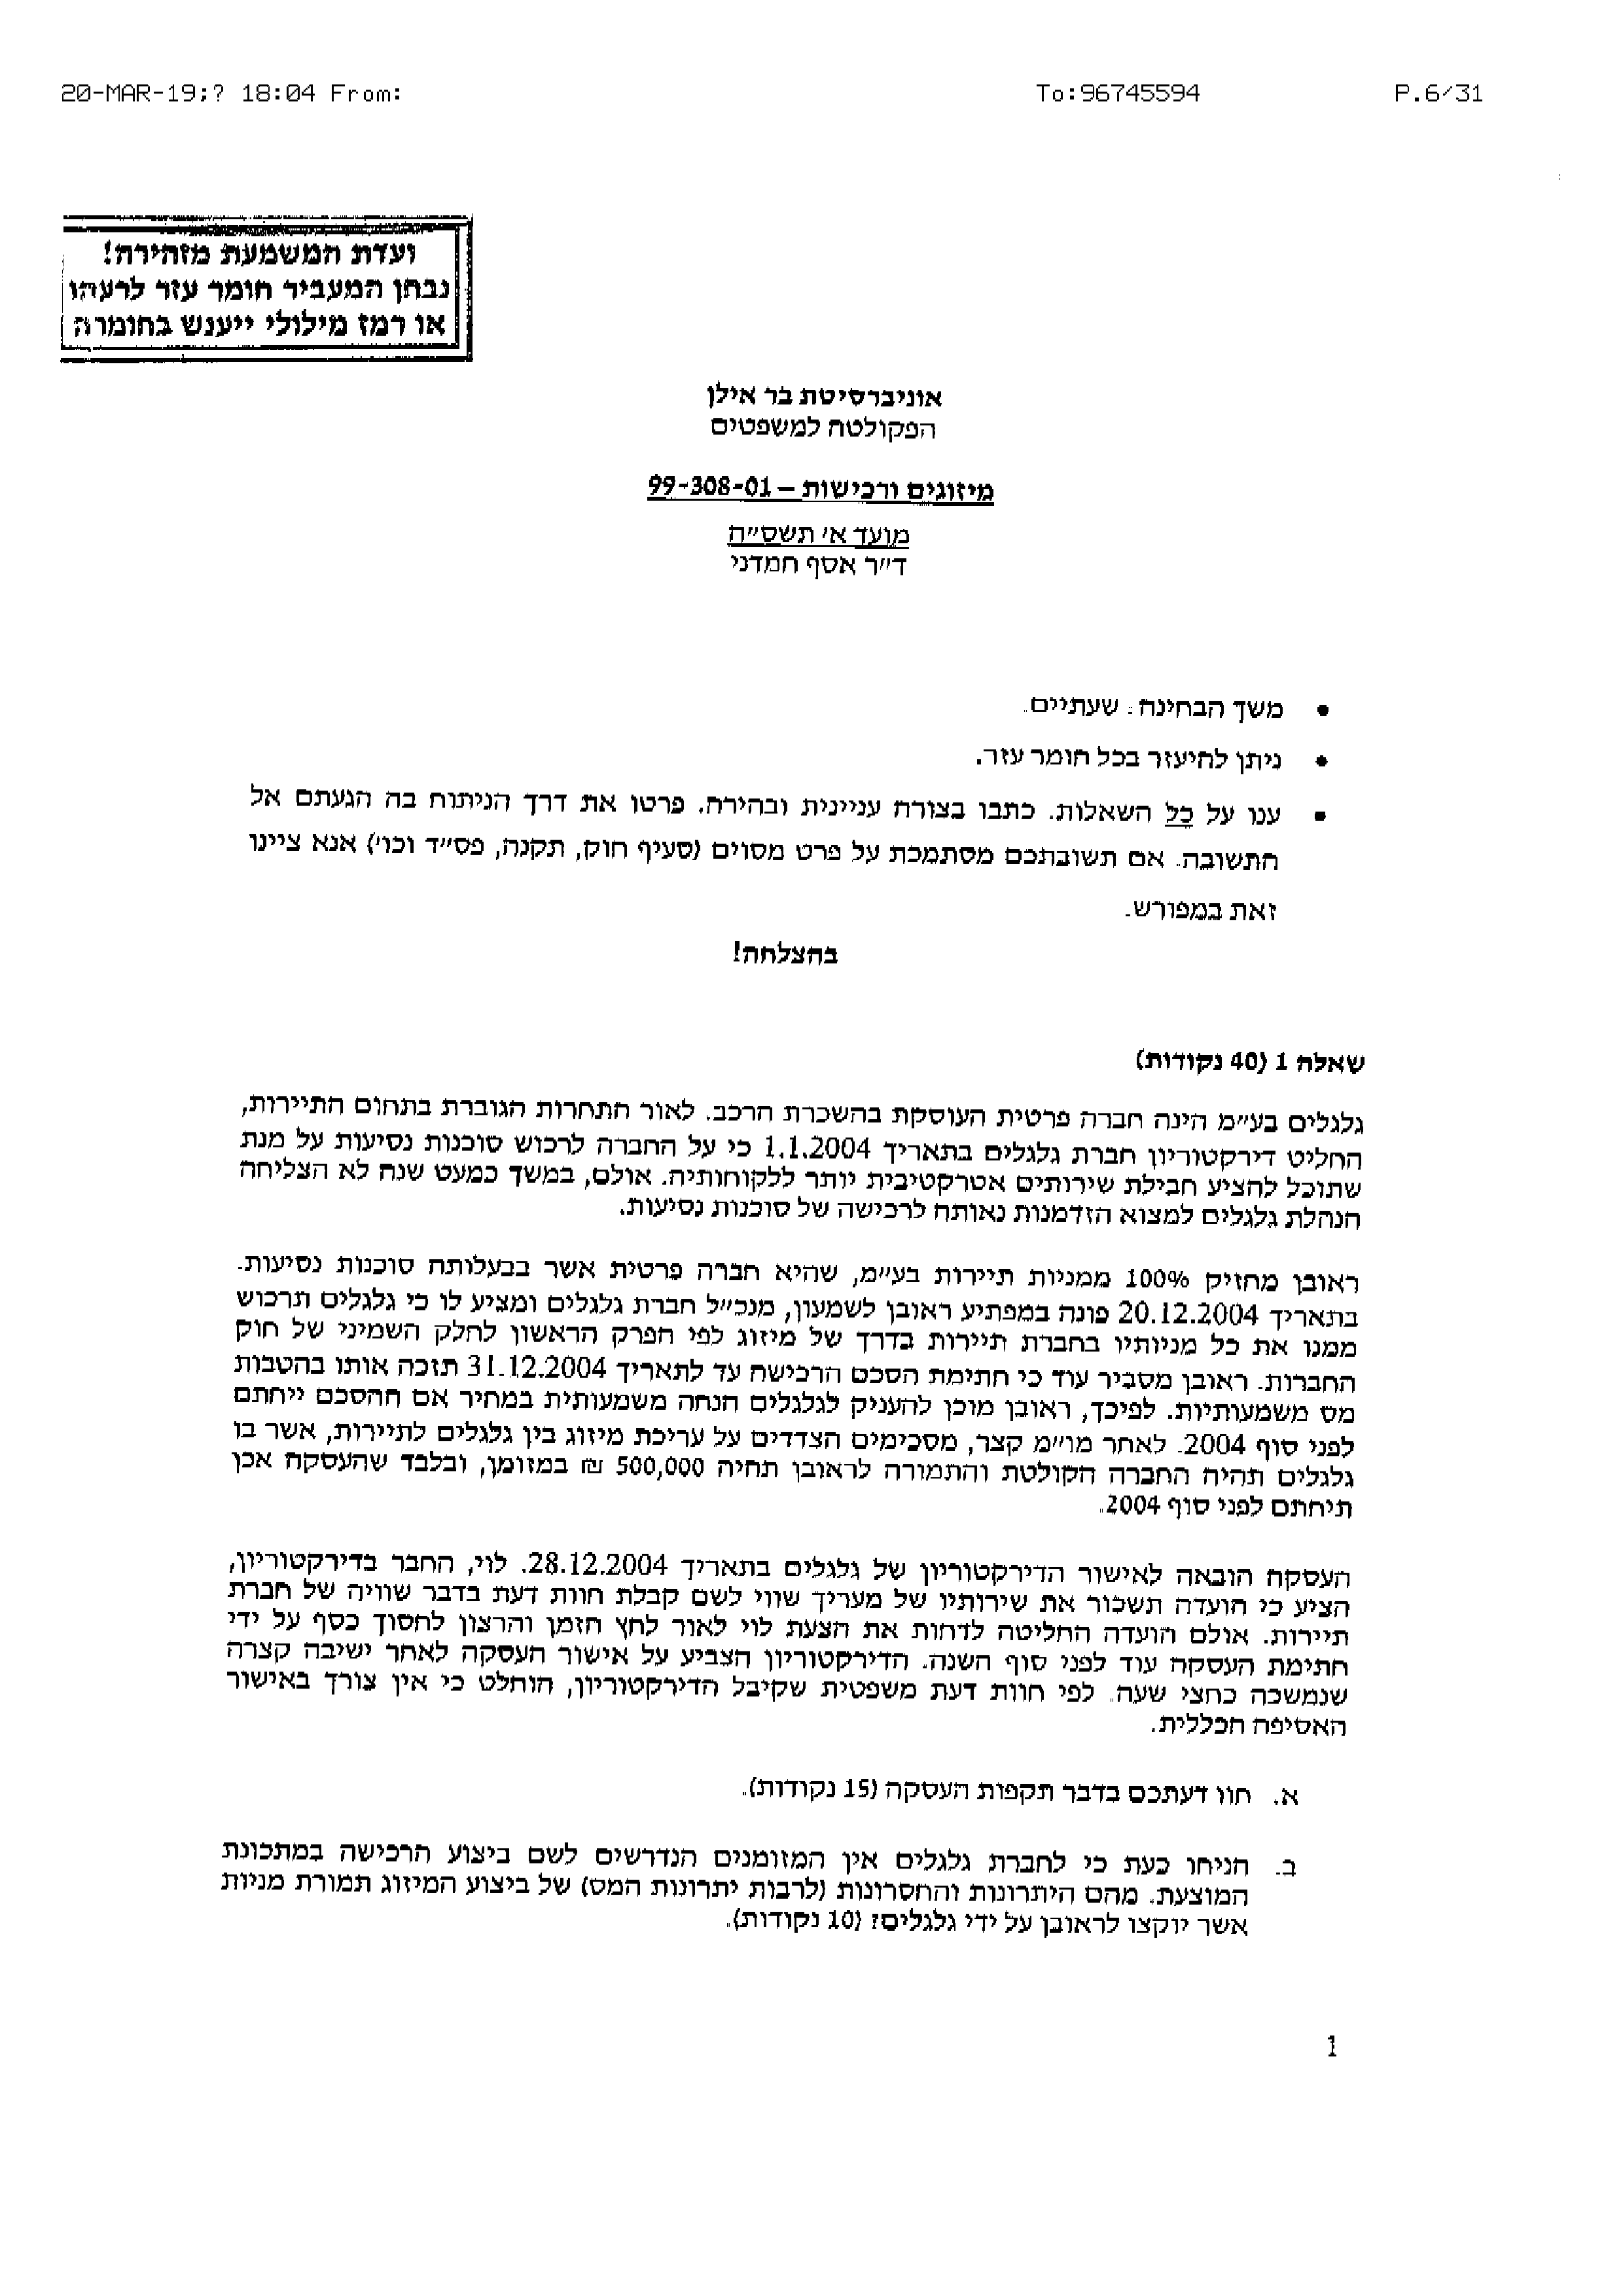 20-MAR-19;? 18:04 From: To:96745594 P.6/31
ועדת המשמעת מזהירה!
נבחן המעביר חומר עזר לרעהו
או רמז מילולי ייענש בחומרה
אוניברסיטת בר אילן
הפקולטה למשפטים
מיזוגים ורכישות – 99-308-01
מועד א׳ תשס״ח
ד״ר אסף חמדני
• משך הבחינה: שעתיים.
• ניתן להיעזר בכל חומר עזר.
• ענו על כל השאלות. כתבו בצורה עניינית ובהירה. פרטו את דרך הניתוח בה הגעתם אל
התשובה. אם תשובתכם מסתמכת על פרט מסוים (סעיף חוק, תקנה, פס״ד וכו׳) אנא ציינו
זאת במפורש.
בהצלחה!
שאלה 1 (40 נקודות)
גלגלים בע״מ הינה חברה פרטית העוסקת בהשכרת הרכב. לאור התחרות הגוברת בתחום התיירות,
החליט דירקטוריון חברת גלגלים בתאריך 1.1.2004 כי על החברה לרכוש סוכנות נסיעות על מנת
שתוכל להציע חבילת שירותים אטרקטיבית יותר ללקוחותיה. אולם, במשך כמעט שנה לא הצליחה
הנהלת גלגלים למצוא הזדמנות נאותה לרכישה של סוכנות נסיעות.
ראובן מחזיק 100% ממניות תיירות בע״מ, שהיא חברה פרטית אשר בבעלותה סוכנות נסיעות.
בתאריך 20.12.2004 פונה במפתיע ראובן לשמעון, מנכ״ל חברת גלגלים ומציע לו כי גלגלים תרכוש
ממנו את כל מניותיו בחברת תיירות בדרך של מיזוג לפי הפרק הראשון לחלק השמיני של חוק
החברות. ראובן מסביר עוד כי חתימת הסכם הרכישה עד לתאריך 31.12.2004 תזכה אותו בהטבות
מס משמעותיות. לפיכך, ראובן מוכן להעניק לגלגלים הנחה משמעותית במחיר אם ההסכם ייחתם
לפני סוף 2004. לאחר מו״מ קצר, מסכימים הצדדים על עריכת מיזוג בין גלגלים לתיירות, אשר בו
גלגלים תהיה החברה הקולטת והתמורה לראובן תהיה 500,000 ₪ במזומן, ובלבד שהעסקה אכן
תיחתם לפני סוף 2004.
העסקה הובאה לאישור הדירקטוריון של גלגלים בתאריך 28.12.2004. לוי, החבר בדירקטוריון,
הציע כי הועדה תשכור את שירותיו של מעריך שווי לשם קבלת חוות דעת בדבר שוויה של חברת
תיירות. אולם הועדה החליטה לדחות את הצעת לוי לאור לחץ הזמן והרצון לחסוך כסף על ידי
חתימת העסקה עוד לפני סוף השנה. הדירקטוריון הצביע על אישור העסקה לאחר ישיבה קצרה
שנמשכה כחצי שעה. לפי חוות דעת משפטית שקיבל הדירקטוריון, הוחלט כי אין צורך באישור
האסיפה הכללית.
א. חוו דעתכם בדבר תקפות העסקה (15 נקודות).
ב. הניחו כעת כי לחברת גלגלים אין המזומנים הנדרשים לשם ביצוע הרכישה במתכונת
המוצעת. מהם היתרונות והחסרונות (לרבות יתרונות המס) של ביצוע המיזוג תמורת מניות
אשר יוקצו לראובן על ידי גלגלים? (10 נקודות).
1